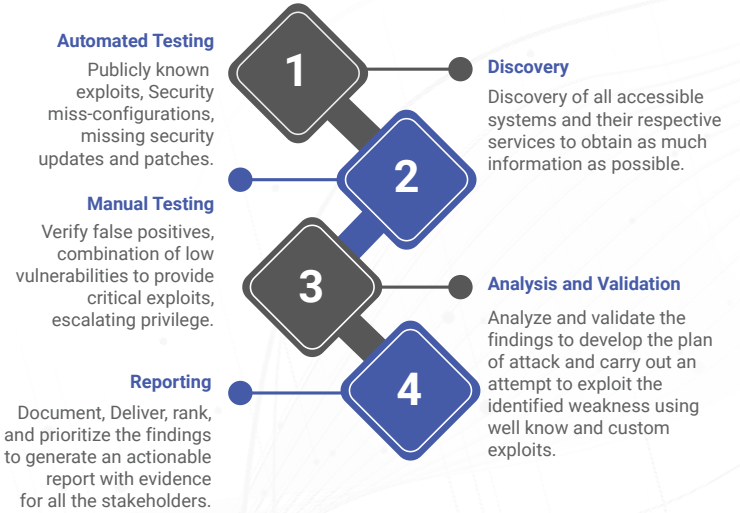 1
Discovery
Discovery of all accessible
systems and their respective
services to obtain as much
information as possible.
2
Automated Testing
Publicly known
exploits, Security
miss-configurations,
missing security
updates and patches.
Manual Testing
Verify false positives,
combination of low
vulnerabilities to provide
critical exploits,
escalating privilege.
3
Analysis and Validation
Analyze and validate the
findings to develop the plan
of attack and carry out an
attempt to exploit the
identified weakness using
well know and custom
exploits.
4
Reporting
Document, Deliver, rank,
and prioritize the findings
to generate an actionable
report with evidence
for all the stakeholders.